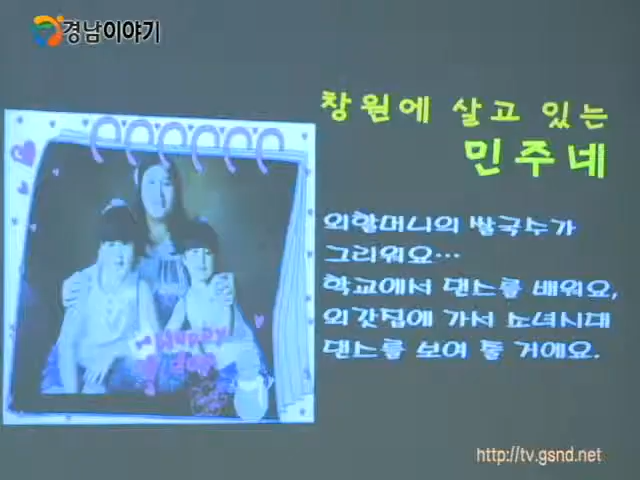 경남이야기
창원에 살고 있는
민주네
외할머니의 쌀국수가
그리워요…
학교에서 댄스를 배워요,
외갓집에 가서 소녀시대
댄스를 보여 줄 거에요.
Happy
http://tv.gsnd.net